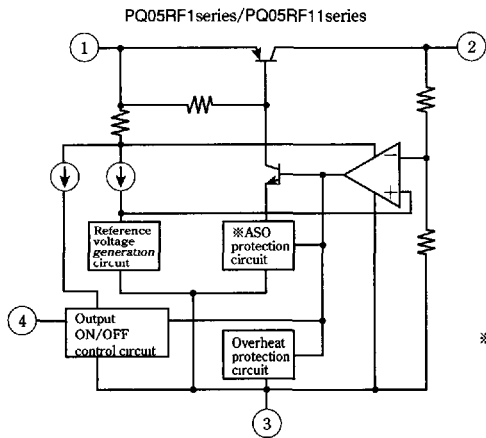 PQ05RF1series/PQ05RF11series
1
2
−
+
Reference
voltage
generation
circuit
※ASO
protection
circuit
4
Output
ON/OFF
control circuit
Overheat
protection
circuit
※
3